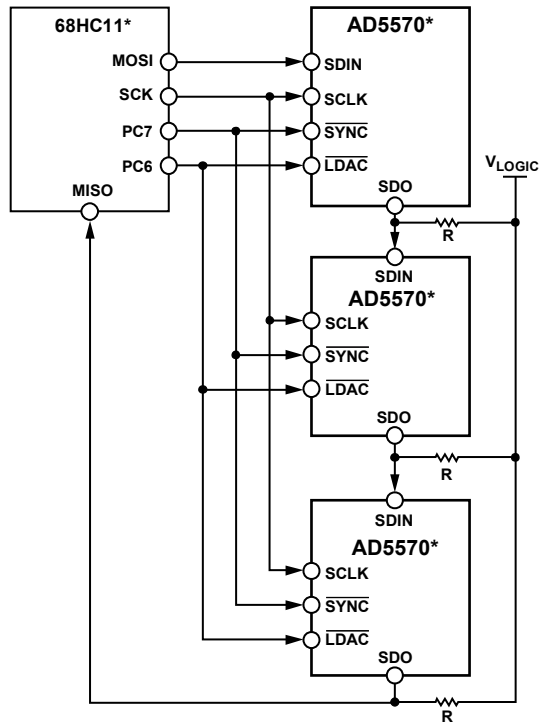 68HC11*
MOSI
SCK
PC7
PC6
MISO
AD5570*
SDIN
SCLK
SYNC
LDAC
SDO
VLOGIC
R
SDIN
AD5570*
SCLK
SYNC
LDAC
SDO
R
SDIN
AD5570*
SCLK
SYNC
LDAC
SDO
R